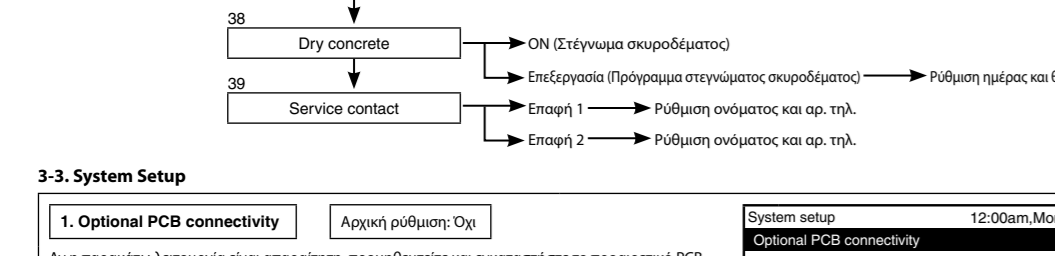 38
Dry concrete
ON (Στέγνωμα σκυροδέματος)
Επεξεργασία (Πρόγραμμα στεγνώματος σκυροδέματος) Ρύθμιση ημέρας και
39
Service contact
Επαφή 1 Ρύθμιση ονόματος και αρ. τηλ.
Επαφή 2 Ρύθμιση ονόματος και αρ. τηλ.
3-3. System Setup
1. Optional PCB connectivity Αρχική ρύθμιση: Όχι
System setup 12:00am,Mo
Optional PCB connectivity